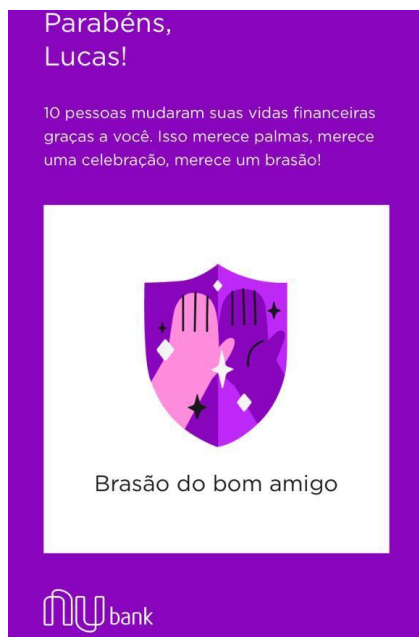 Parabéns,
Lucas!
10 pessoas mudaram suas vidas financeiras
graças a você. Isso merece palmas, merece
uma celebração, merece um brasão!
Brasão do bom amigo
nu bank